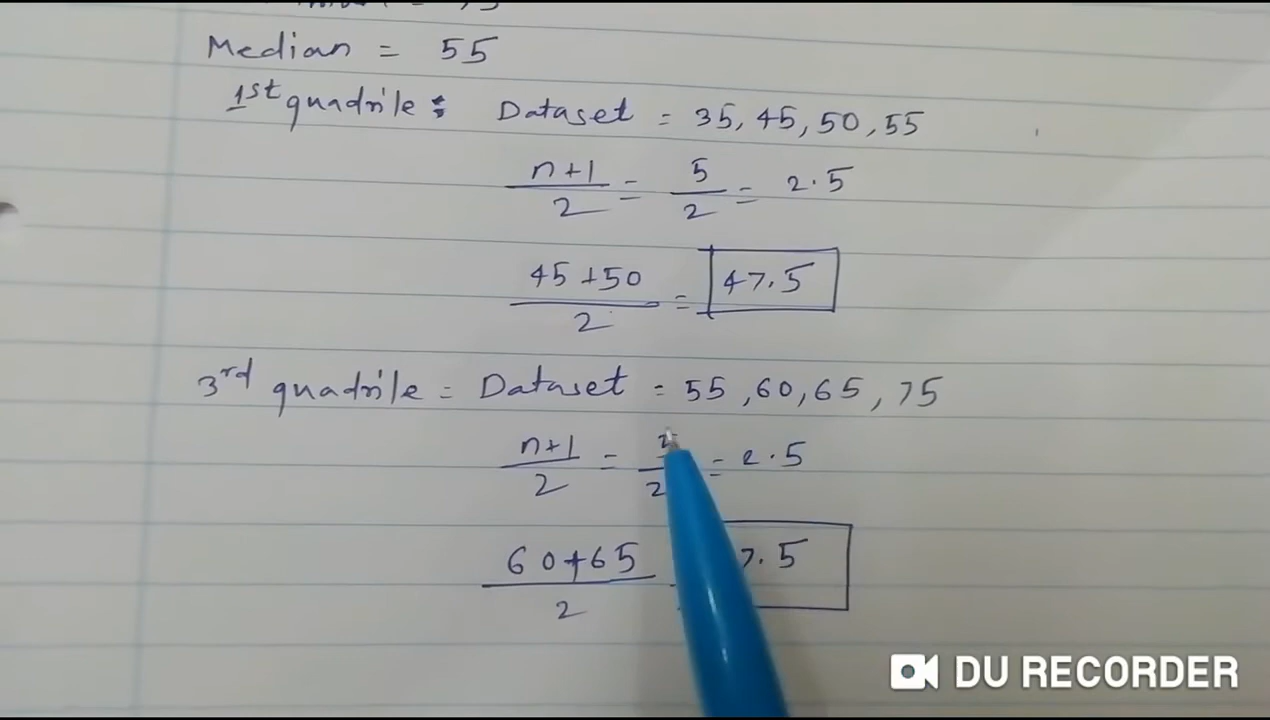 Median = 55
1st quadrile : Dataset = 35, 45, 50, 55
n+1/2 = 5/2 = 2.5
45+50/2 = 47.5
3rd quadrile = Dataset = 55, 60, 65, 75
n+1/2 = /2 = 2.5
60+65/2 7.5
DU RECORDER